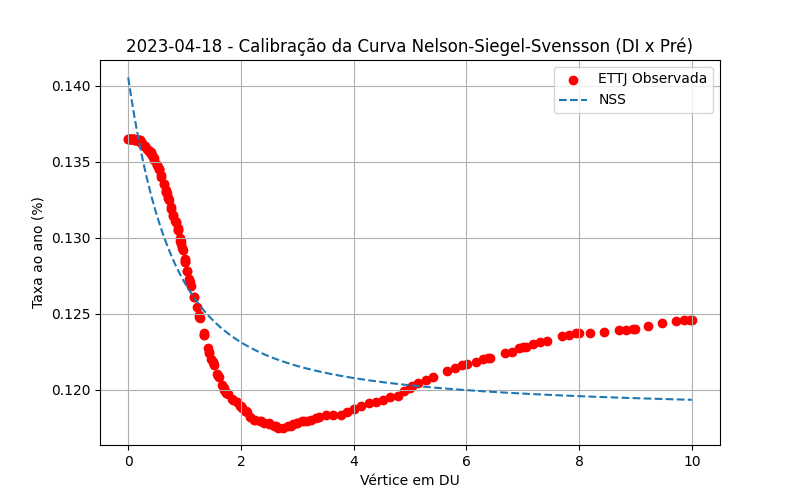 2023-04-18 - Calibração da Curva Nelson-Siegel-Svensson (DI x Pré)
ETTJ Observada
NSS
Taxa ao ano (%)
0.140
0.135
0.130
0.125
0.120
0 2 4 6 8 10
Vértice em DU